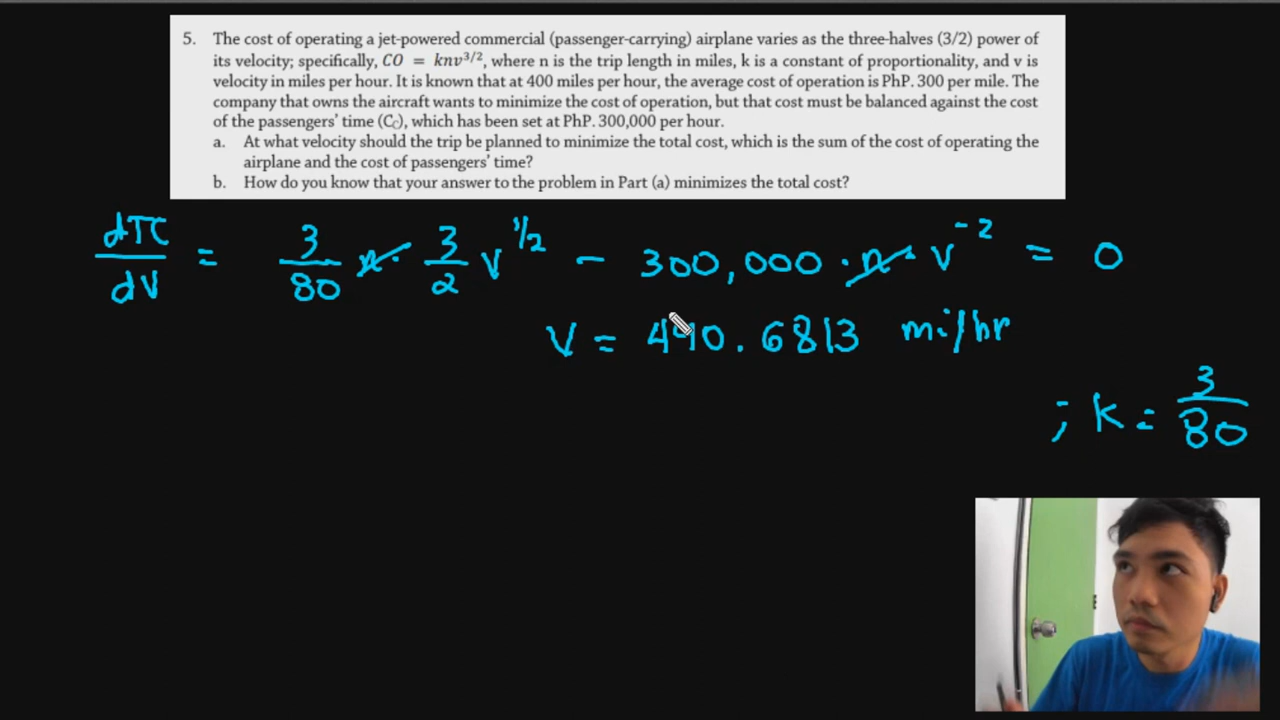 5. The cost of operating a jet-powered commercial (passenger-carrying) airplane varies as the three-halves (3/2) power of
its velocity; specifically, CO = knv^{3/2}, where n is the trip length in miles, k is a constant of proportionality, and v is
velocity in miles per hour. It is known that at 400 miles per hour, the average cost of operation is PhP. 300 per mile. The
company that owns the aircraft wants to minimize the cost of operation, but that cost must be balanced against the cost
of the passengers' time (C_C), which has been set at PhP. 300,000 per hour.
a. At what velocity should the trip be planned to minimize the total cost, which is the sum of the cost of operating the
airplane and the cost of passengers' time?
b. How do you know that your answer to the problem in Part (a) minimizes the total cost?
dTC/dV = 3/80 n · 3/2 V^{1/2} - 300,000 · n · V^{-2} = 0
V = 490.6813 mi/hr
; k = 3/80